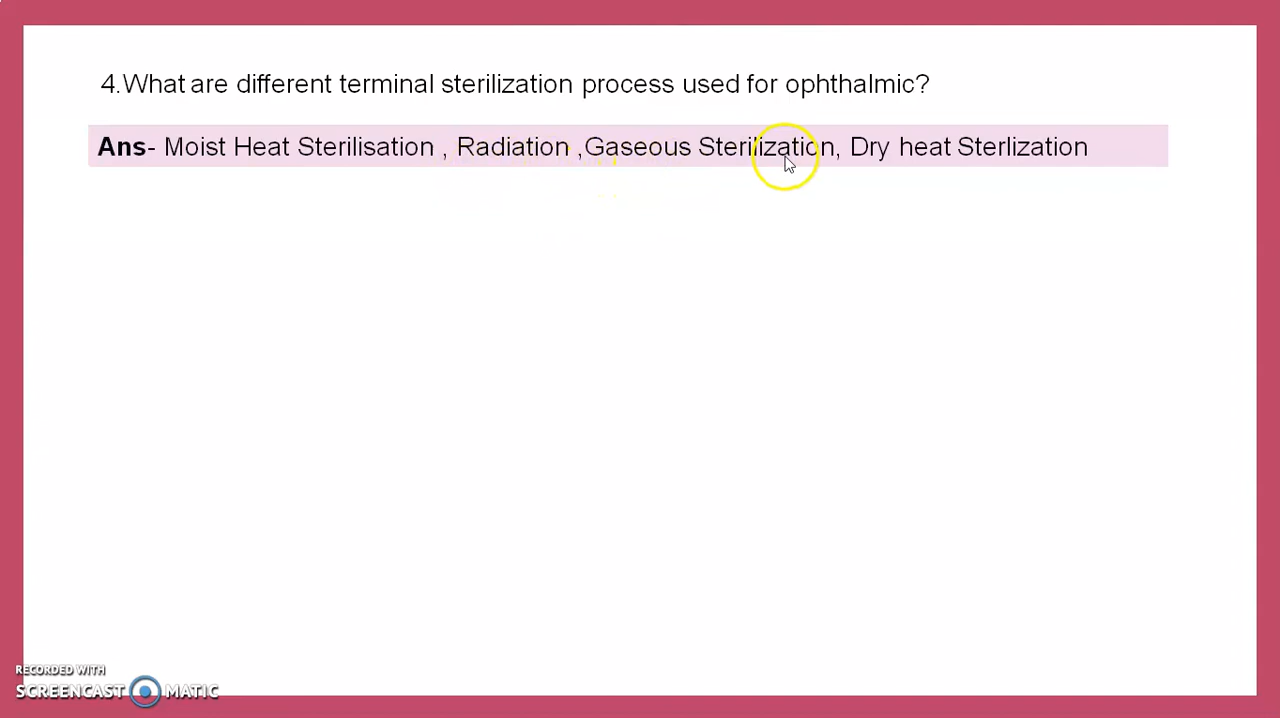 4.What are different terminal sterilization process used for ophthalmic?
Ans- Moist Heat Sterilisation , Radiation ,Gaseous Sterilization, Dry heat Sterlization
RECORDED WITH
SCREENCAST MATIC